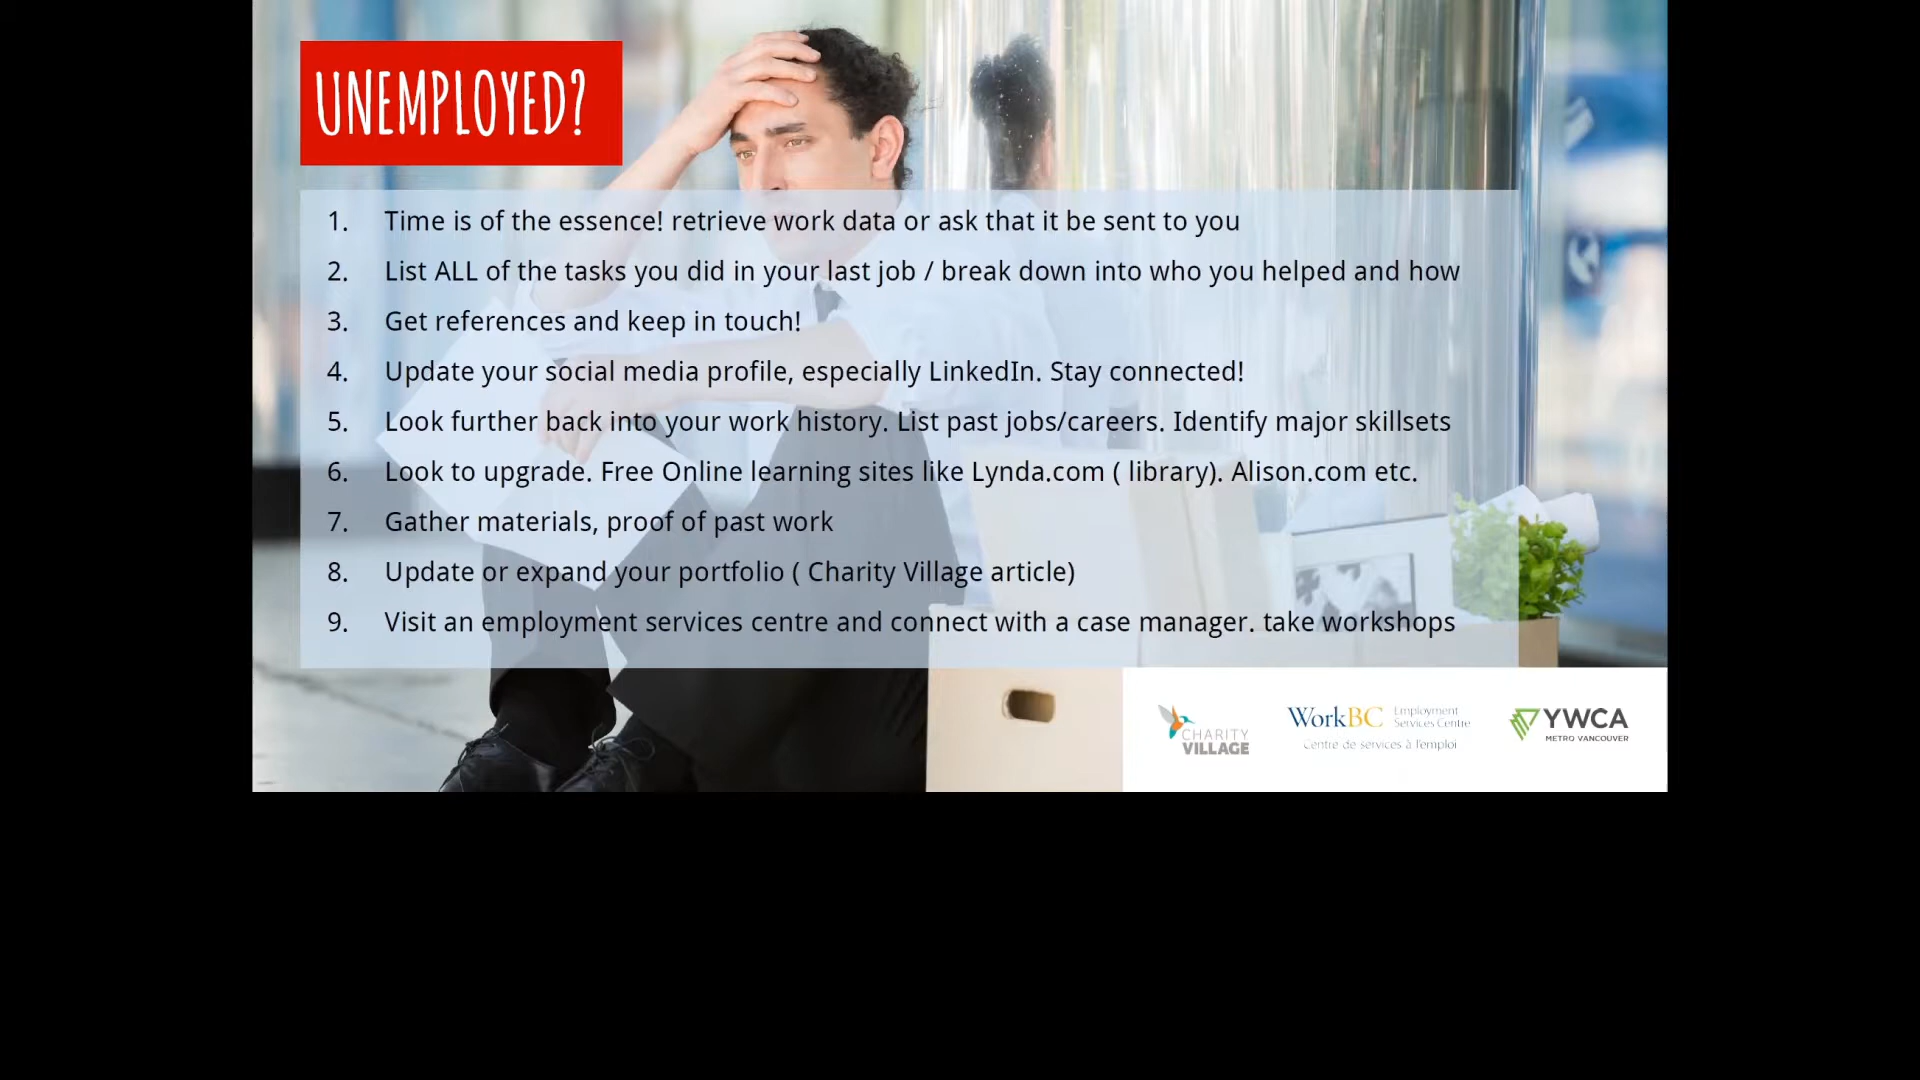 UNEMPLOYED?
1. Time is of the essence! retrieve work data or ask that it be sent to you
2. List ALL of the tasks you did in your last job / break down into who you helped and how
3. Get references and keep in touch!
4. Update your social media profile, especially LinkedIn. Stay connected!
5. Look further back into your work history. List past jobs/careers. Identify major skillsets
6. Look to upgrade. Free Online learning sites like Lynda.com ( library). Alison.com etc.
7. Gather materials, proof of past work
8. Update or expand your portfolio ( Charity Village article)
9. Visit an employment services centre and connect with a case manager. take workshops
CHARITY
VILLAGE
WorkBC Employment
Services Centre
Centre de services à l'emploi
YWCA
METRO VANCOUVER